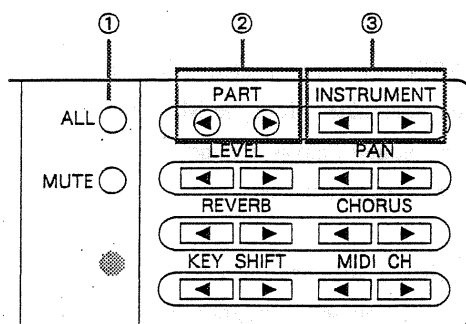 ① ② ③
PART INSTRUMENT
ALL
LEVEL PAN
MUTE
REVERB CHORUS
KEY SHIFT MIDI CH